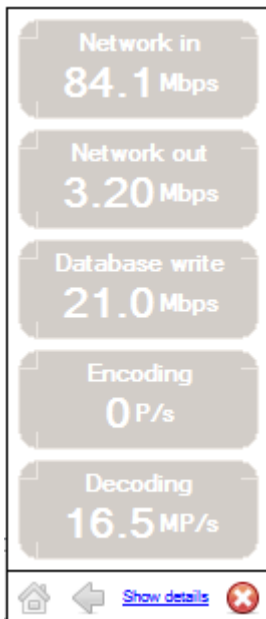 Network in
84.1 Mbps
Network out
3.20 Mbps
Database write
21.0 Mbps
Encoding
0 P/s
Decoding
16.5 MP/s
Show details